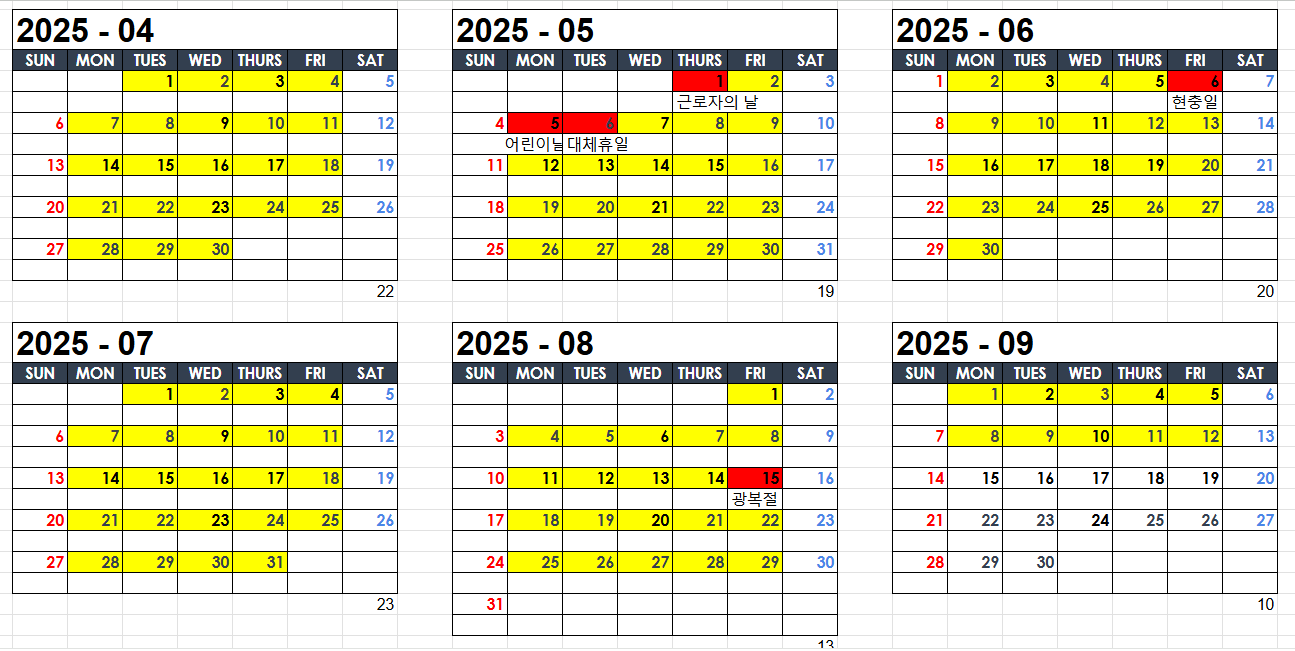 2025 - 04
SUN MON TUES WED THURS FRI SAT
1 2 3 4 5
6 7 8 9 10 11 12
13 14 15 16 17 18 19
20 21 22 23 24 25 26
27 28 29 30
22
2025 - 05
SUN MON TUES WED THURS FRI SAT
1 2 3
근로자의 날
4 5 6 7 8 9 10
어린이날 대체휴일
11 12 13 14 15 16 17
18 19 20 21 22 23 24
25 26 27 28 29 30 31
19
2025 - 06
SUN MON TUES WED THURS FRI SAT
1 2 3 4 5 6 7
현충일
8 9 10 11 12 13 14
15 16 17 18 19 20 21
22 23 24 25 26 27 28
29 30
20
2025 - 07
SUN MON TUES WED THURS FRI SAT
1 2 3 4 5
6 7 8 9 10 11 12
13 14 15 16 17 18 19
20 21 22 23 24 25 26
27 28 29 30 31
23
2025 - 08
SUN MON TUES WED THURS FRI SAT
1 2
3 4 5 6 7 8 9
10 11 12 13 14 15 16
광복절
17 18 19 20 21 22 23
24 25 26 27 28 29 30
31
13
2025 - 09
SUN MON TUES WED THURS FRI SAT
1 2 3 4 5 6
7 8 9 10 11 12 13
14 15 16 17 18 19 20
21 22 23 24 25 26 27
28 29 30
10